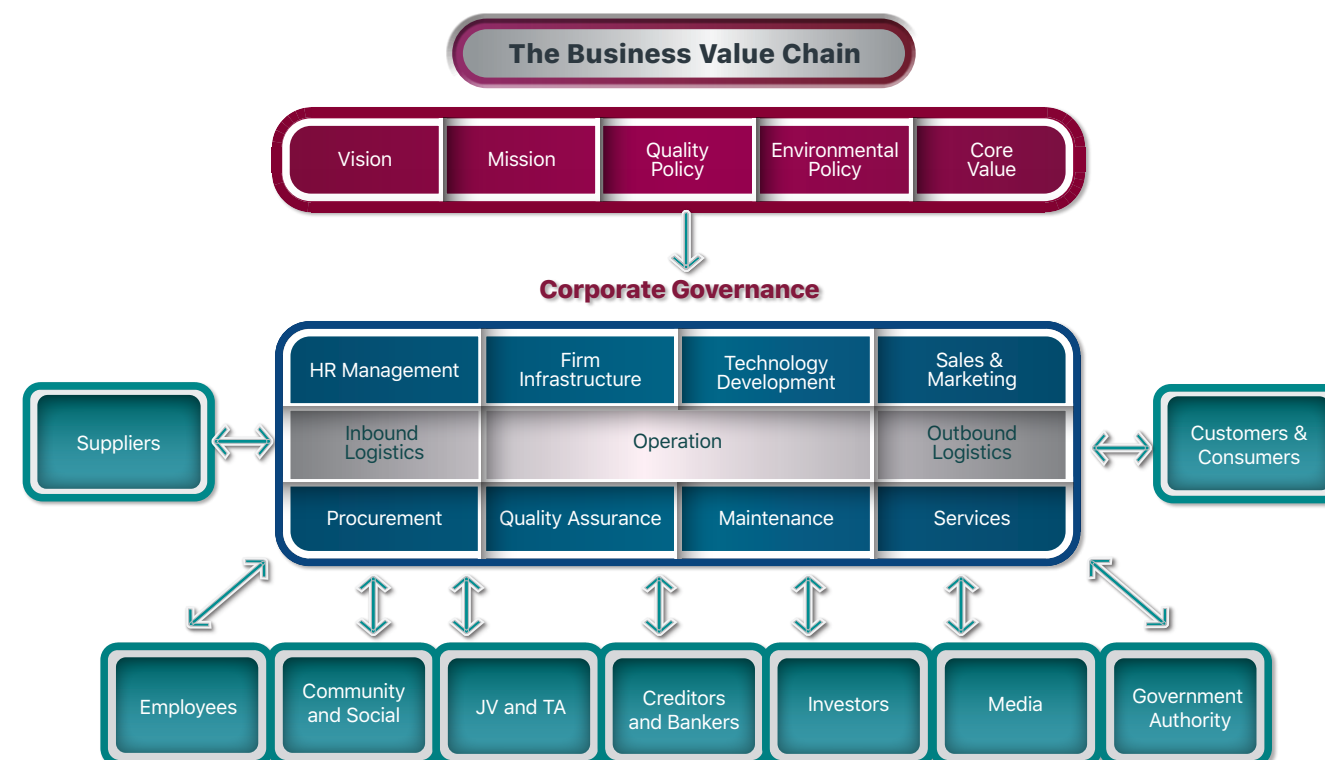 The Business Value Chain
Vision
Mission
Quality
Policy
Environmental
Policy
Core
Value
Corporate Governance
HR Management
Firm
Infrastructure
Technology
Development
Sales &
Marketing
Suppliers
Inbound
Logistics
Operation
Outbound
Logistics
Customers &
Consumers
Procurement
Quality Assurance
Maintenance
Services
Employees
Community
and Social
JV and TA
Creditors
and Bankers
Investors
Media
Government
Authority